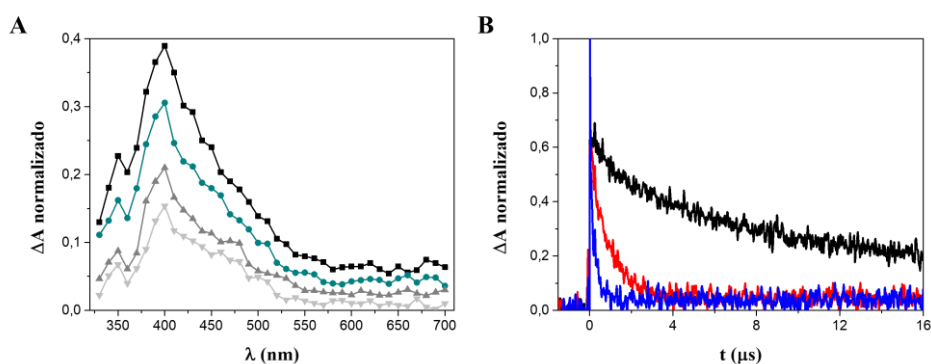 A
ΔA normalizado
0,4
0,3
0,2
0,1
0,0
350 400 450 500 550 600 650 700
λ (nm)
B
ΔA normalizado
1,0
0,8
0,6
0,4
0,2
0,0
0 4 8 12 16
t (µs)